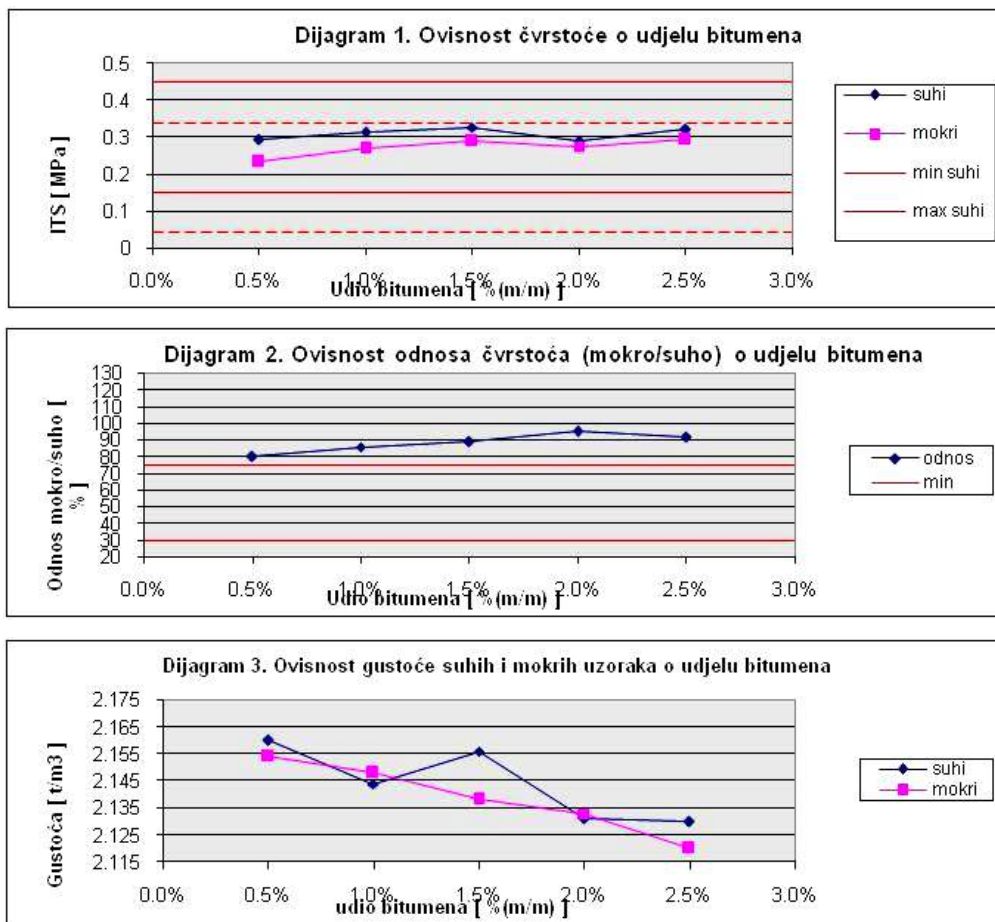 Dijagram 1. Ovisnost čvrstoće o udjelu bitumena
ITS [ MPa]
0.5
0.4
0.3
0.2
0.1
0
0.0% 0.5% 1.0% 1.5% 2.0% 2.5% 3.0%
Udio bitumena [ %(m/m) ]
suhi
mokri
min suhi
max suhi
Dijagram 2. Ovisnost odnosa čvrstoća (mokro/suho) o udjelu bitumena
Odnos mokro/suho [
% ]
130
120
110
100
90
80
70
60
50
40
30
20
0.0% 0.5% 1.0% 1.5% 2.0% 2.5% 3.0%
Udio bitumena [ %(m/m) ]
odnos
min
Dijagram 3. Ovisnost gustoće suhih i mokrih uzoraka o udjelu bitumena
Gustoća [ t/m3 ]
2.175
2.165
2.155
2.145
2.135
2.125
2.115
0.0% 0.5% 1.0% 1.5% 2.0% 2.5% 3.0%
udio bitumena [ %(m/m) ]
suhi
mokri